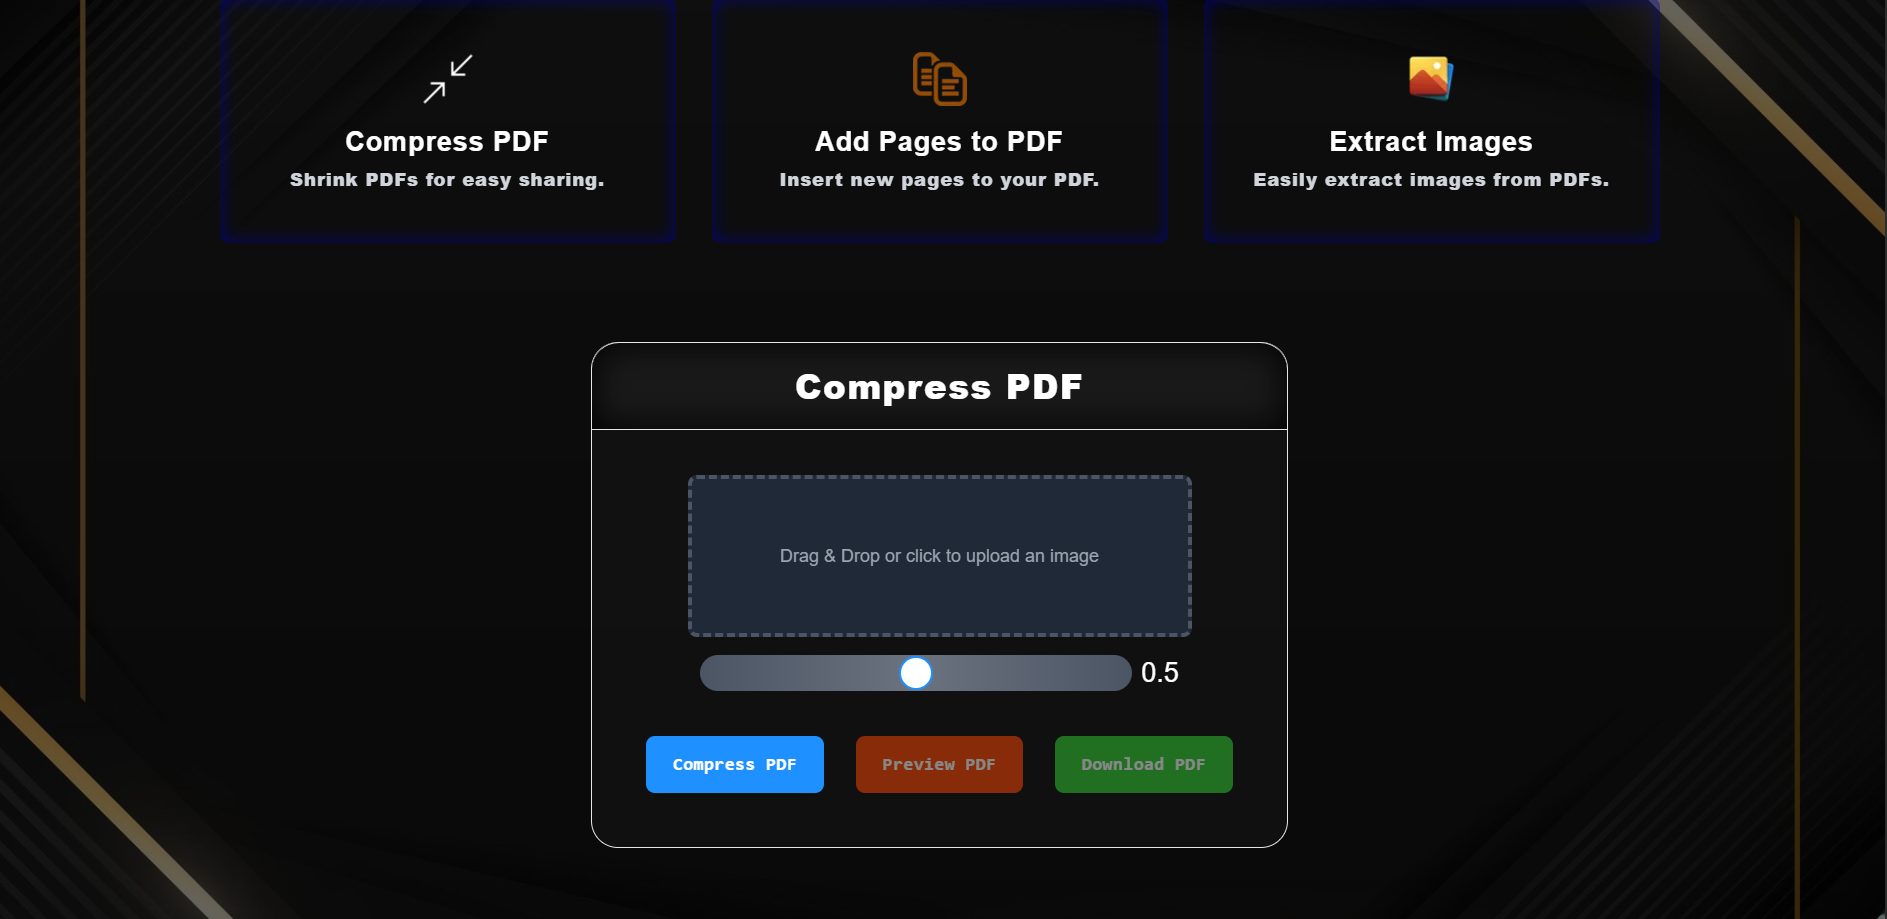 Compress PDF
Shrink PDFs for easy sharing.
Add Pages to PDF
Insert new pages to your PDF.
Extract Images
Easily extract images from PDFs.
Compress PDF
Drag & Drop or click to upload an image
0.5
Compress PDF
Preview PDF
Download PDF